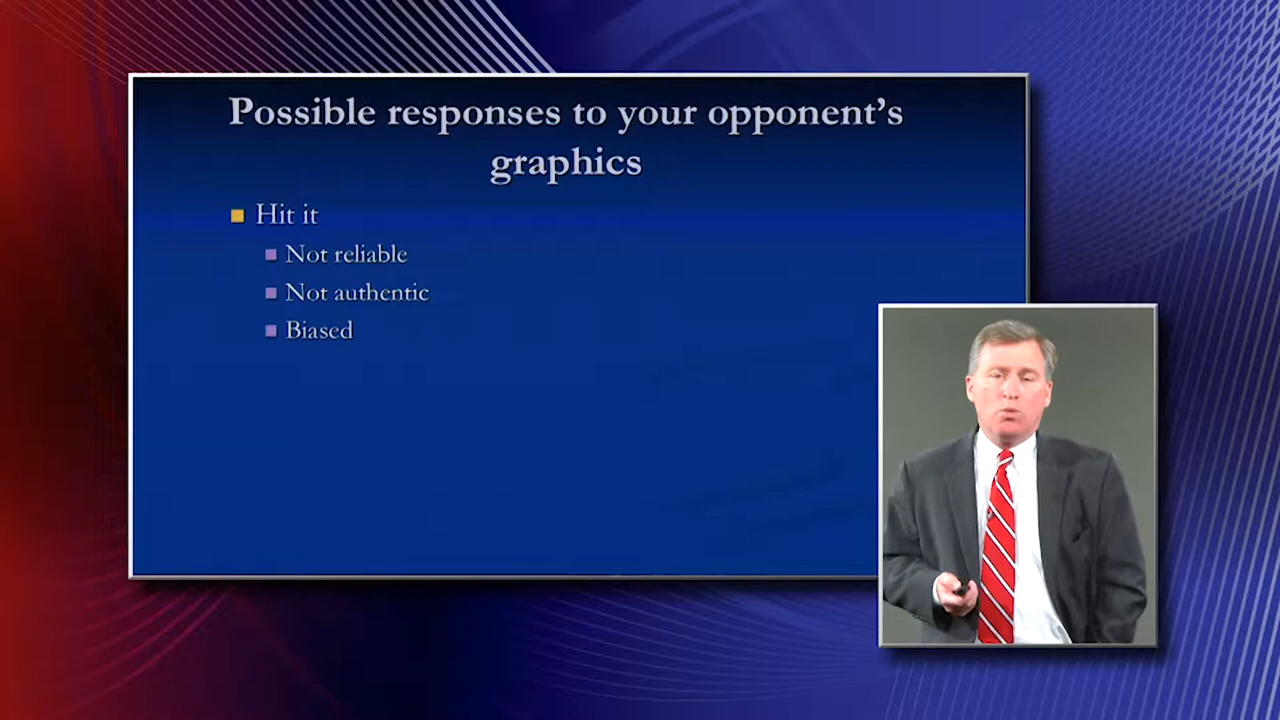 Possible responses to your opponent’s
graphics
Hit it
Not reliable
Not authentic
Biased